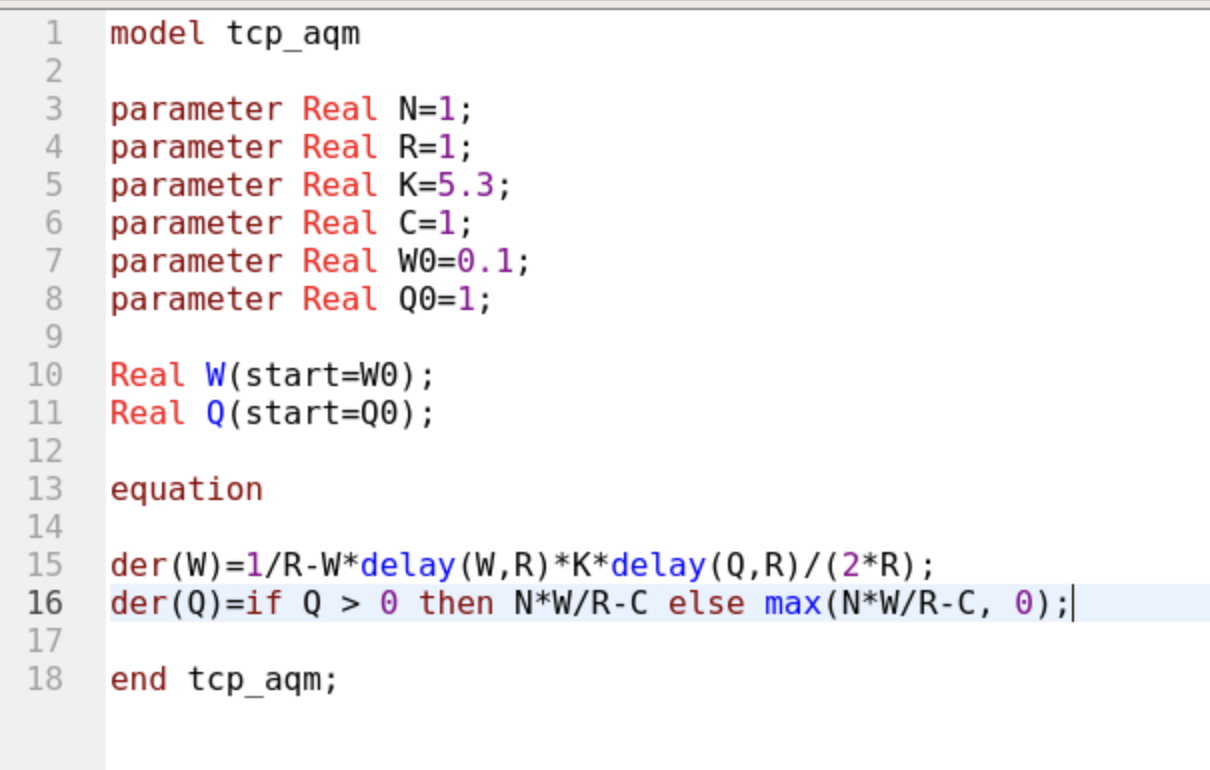 1 model tcp_aqm
2
3 parameter Real N=1;
4 parameter Real R=1;
5 parameter Real K=5.3;
6 parameter Real C=1;
7 parameter Real W0=0.1;
8 parameter Real Q0=1;
9
10 Real W(start=W0);
11 Real Q(start=Q0);
12
13 equation
14
15 der(W)=1/R-W*delay(W,R)*K*delay(Q,R)/(2*R);
16 der(Q)=if Q > 0 then N*W/R-C else max(N*W/R-C, 0);
17
18 end tcp_aqm;